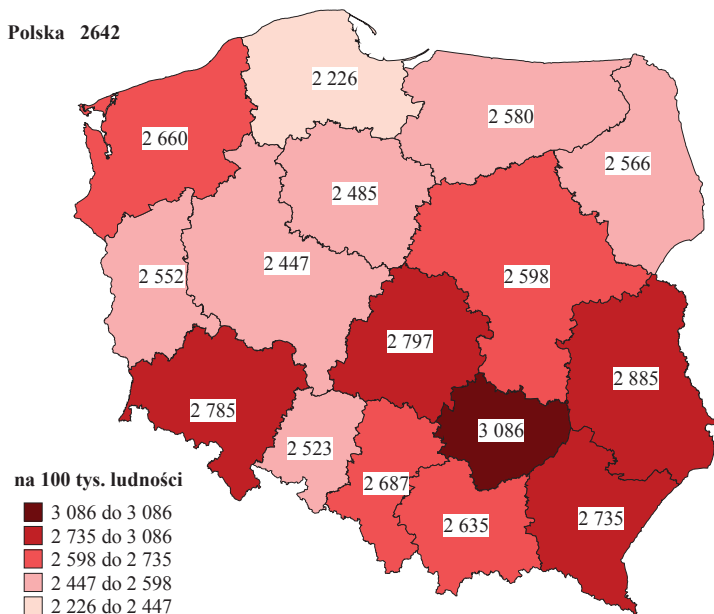 Polska 2642
2 226
2 580
2 660
2 566
2 485
2 447
2 552
2 598
2 797
2 885
2 785
3 086
2 523
2 687
2 735
2 635
na 100 tys. ludności
3 086 do 3 086
2 735 do 3 086
2 598 do 2 735
2 447 do 2 598
2 226 do 2 447